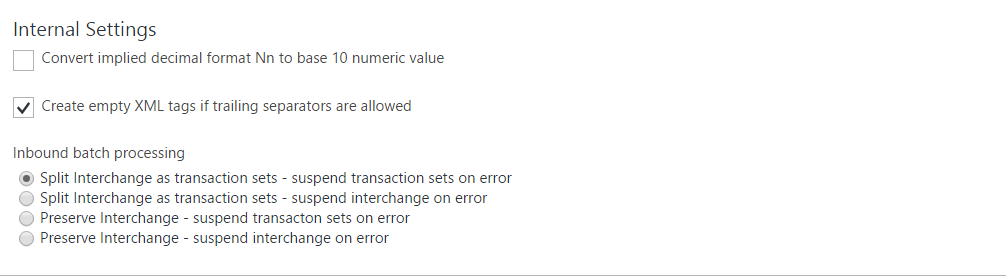 Internal Settings
Convert implied decimal format Nn to base 10 numeric value
Create empty XML tags if trailing separators are allowed
Inbound batch processing
Split Interchange as transaction sets - suspend transaction sets on error
Split Interchange as transaction sets - suspend interchange on error
Preserve Interchange - suspend transacton sets on error
Preserve Interchange - suspend interchange on error